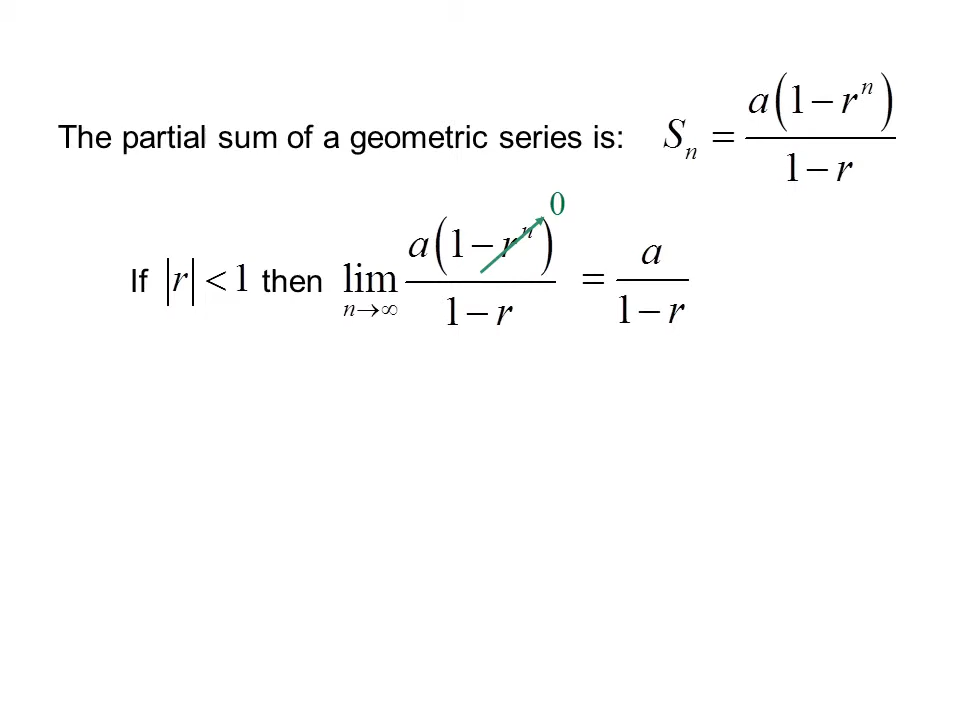 The partial sum of a geometric series is: Sₙ = a(1 − rⁿ) / (1 − r)
0
If |r| < 1 then lim n→∞ a(1 − rⁿ) / (1 − r) = a / (1 − r)